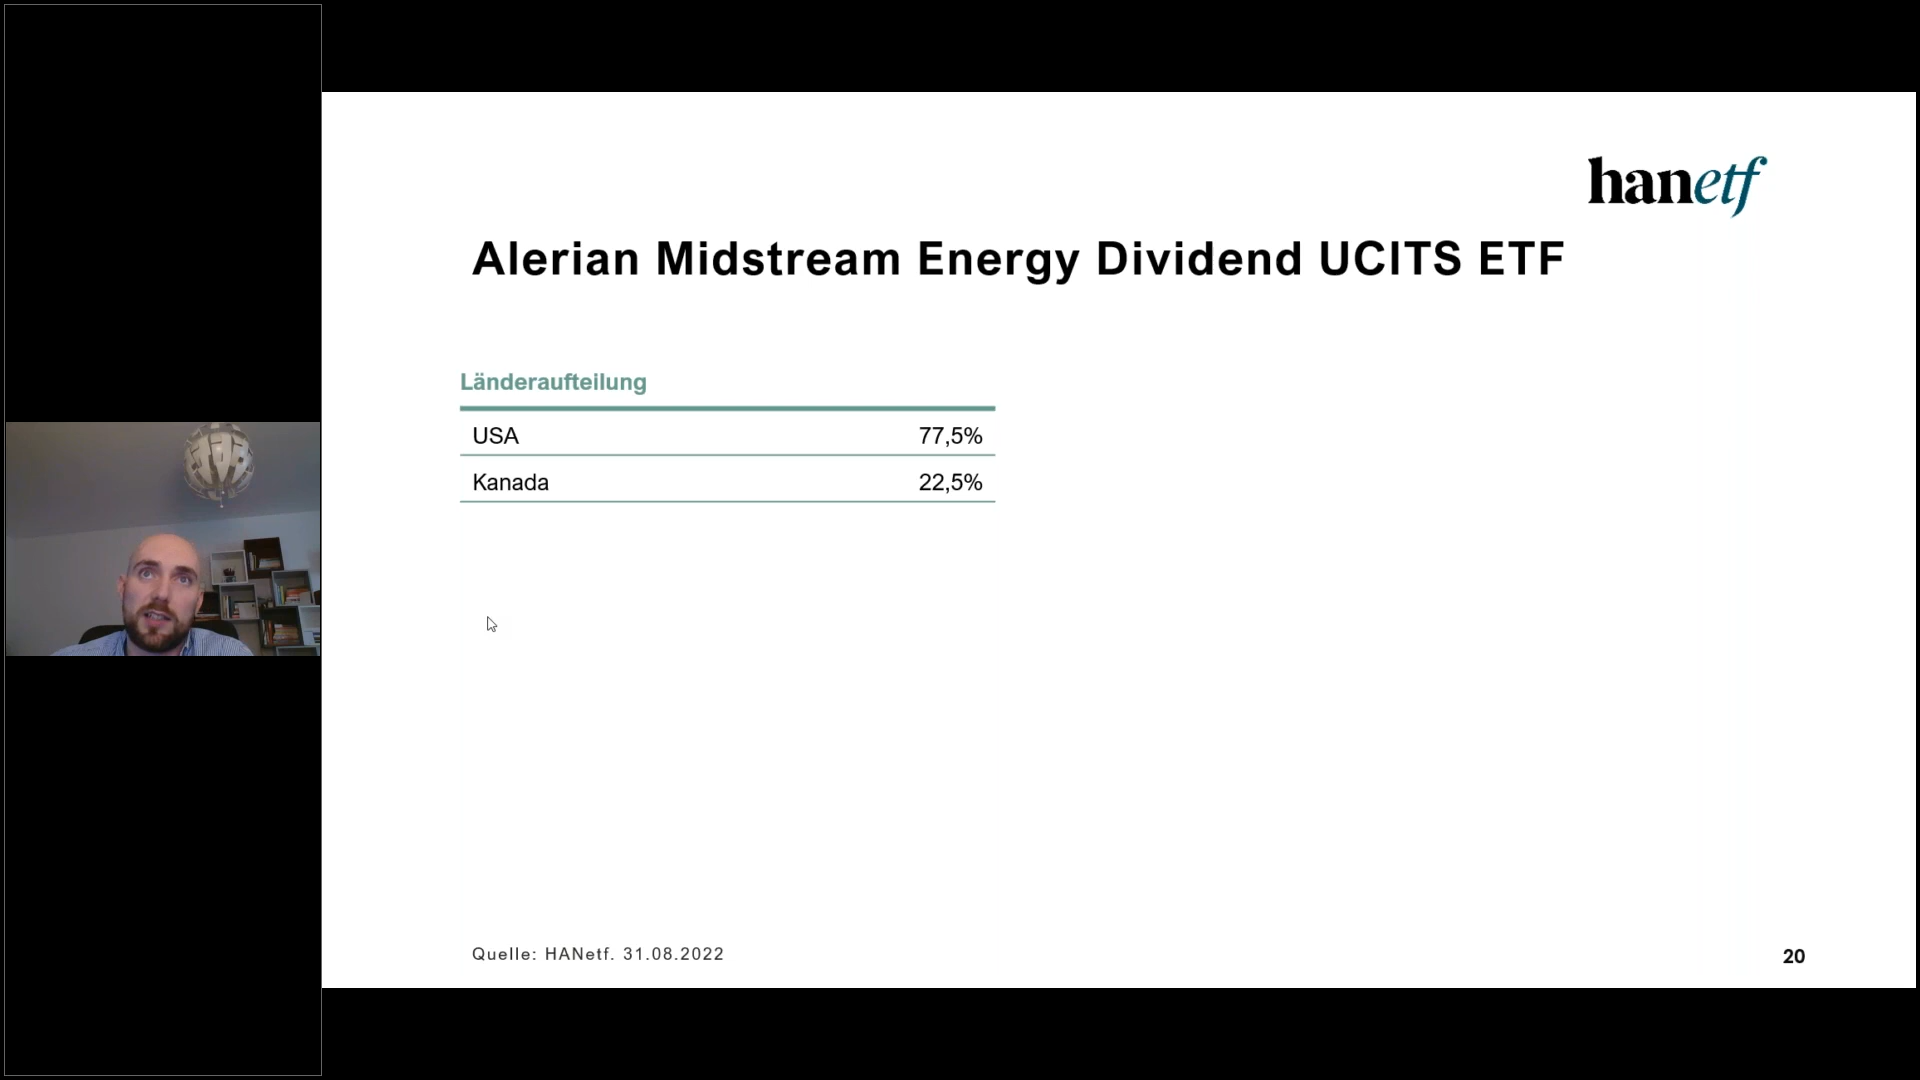 hanetf
Alerian Midstream Energy Dividend UCITS ETF
Länderaufteilung
USA 77,5%
Kanada 22,5%
Quelle: HANetf. 31.08.2022
20